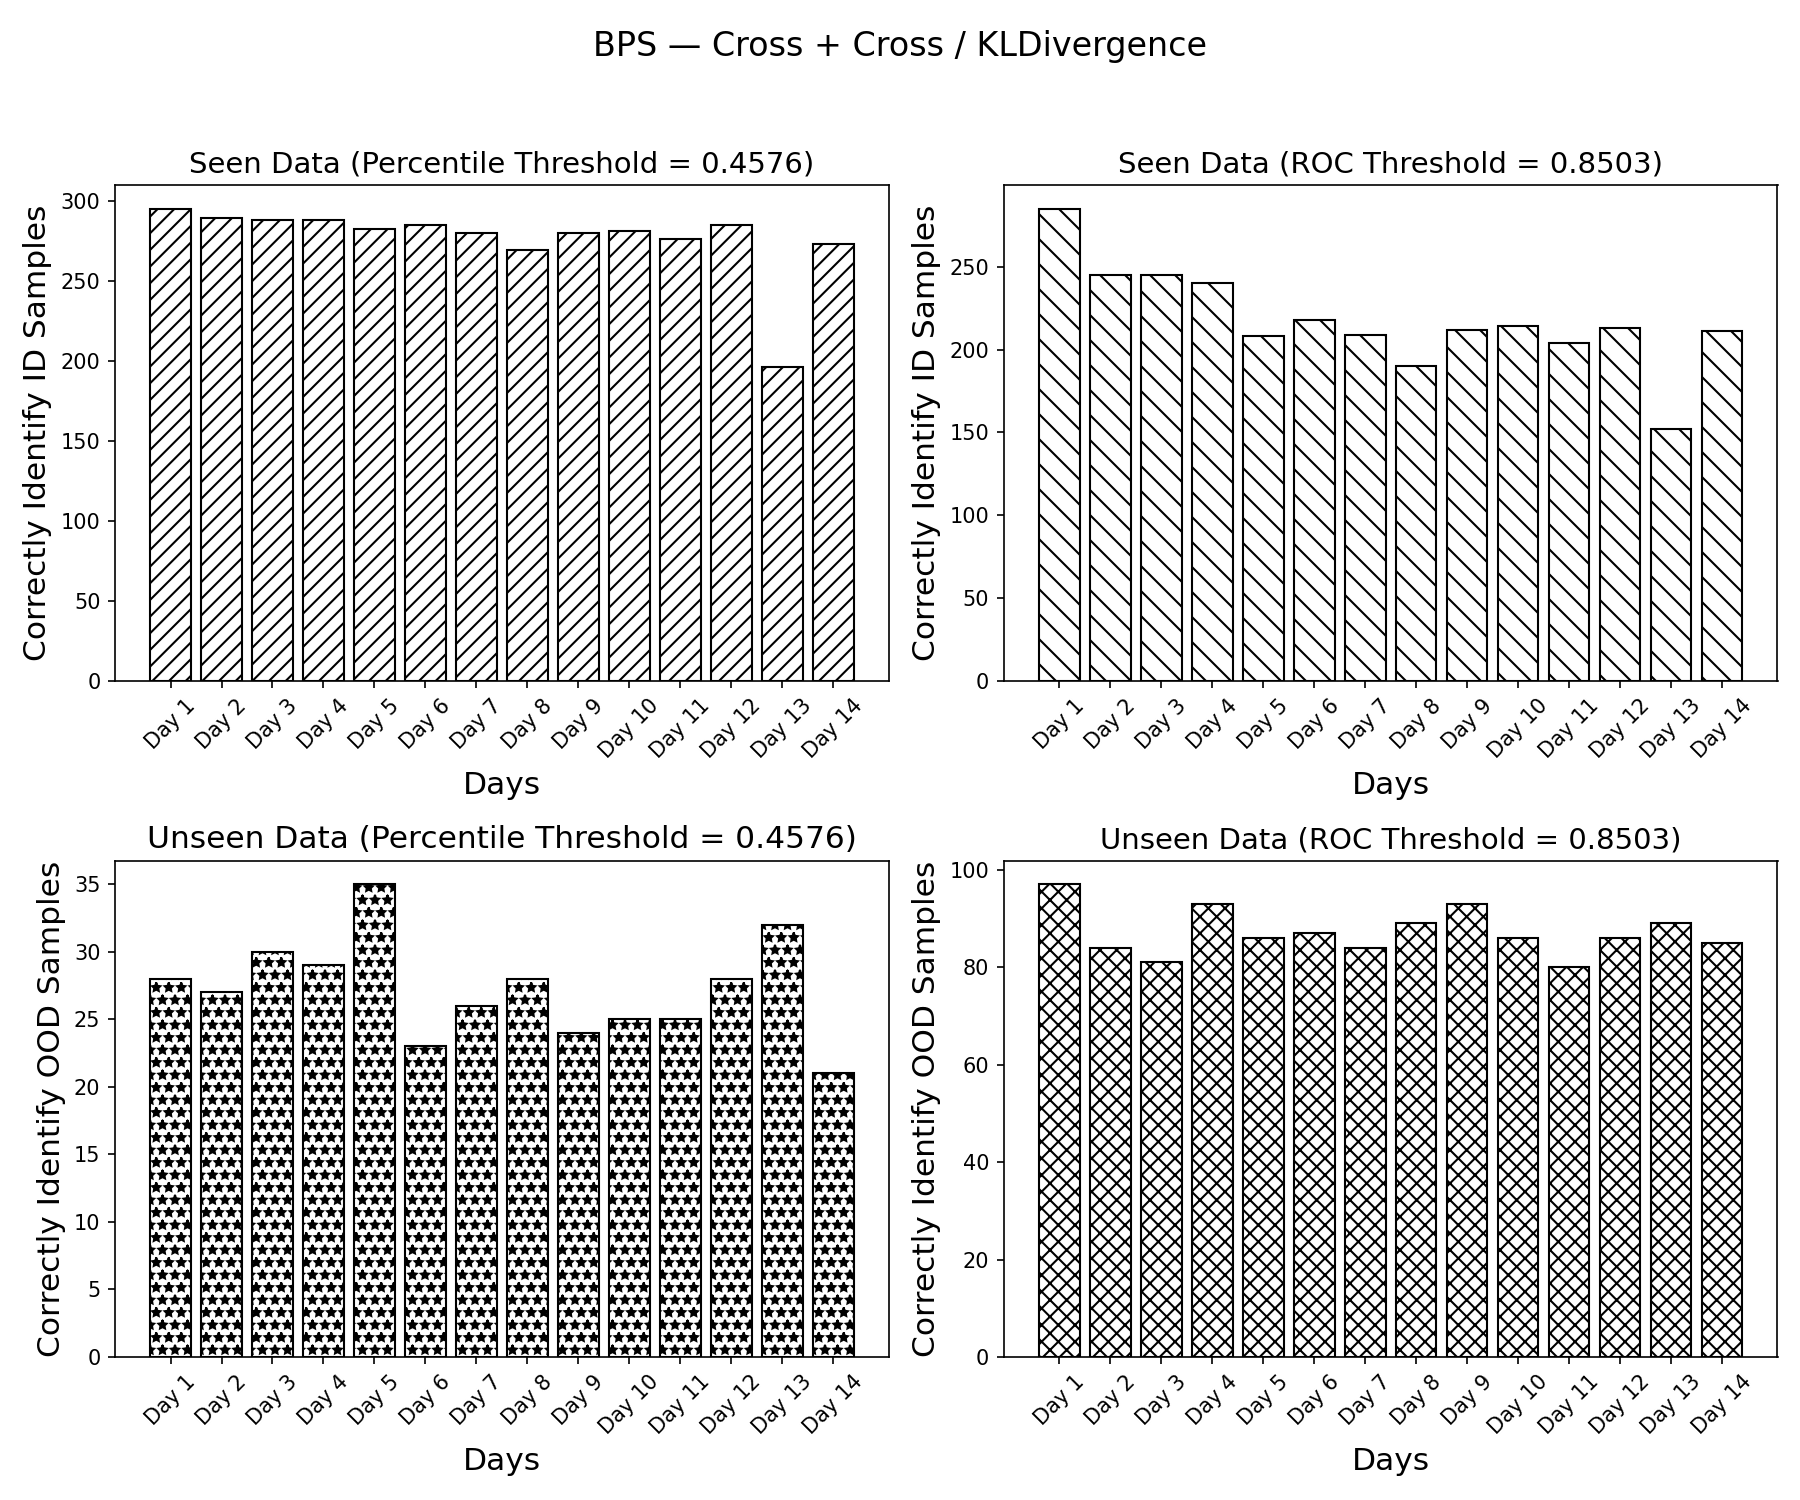 BPS — Cross + Cross / KLDivergence
Seen Data (Percentile Threshold = 0.4576)
Correctly Identify ID Samples
300
250
200
150
100
50
0
Day 1 Day 2 Day 3 Day 4 Day 5 Day 6 Day 7 Day 8 Day 9 Day 10 Day 11 Day 12 Day 13 Day 14
Days
Seen Data (ROC Threshold = 0.8503)
Correctly Identify ID Samples
250
200
150
100
50
0
Day 1 Day 2 Day 3 Day 4 Day 5 Day 6 Day 7 Day 8 Day 9 Day 10 Day 11 Day 12 Day 13 Day 14
Days
Unseen Data (Percentile Threshold = 0.4576)
Correctly Identify OOD Samples
35
30
25
20
15
10
5
0
Day 1 Day 2 Day 3 Day 4 Day 5 Day 6 Day 7 Day 8 Day 9 Day 10 Day 11 Day 12 Day 13 Day 14
Days
Unseen Data (ROC Threshold = 0.8503)
Correctly Identify OOD Samples
100
80
60
40
20
0
Day 1 Day 2 Day 3 Day 4 Day 5 Day 6 Day 7 Day 8 Day 9 Day 10 Day 11 Day 12 Day 13 Day 14
Days